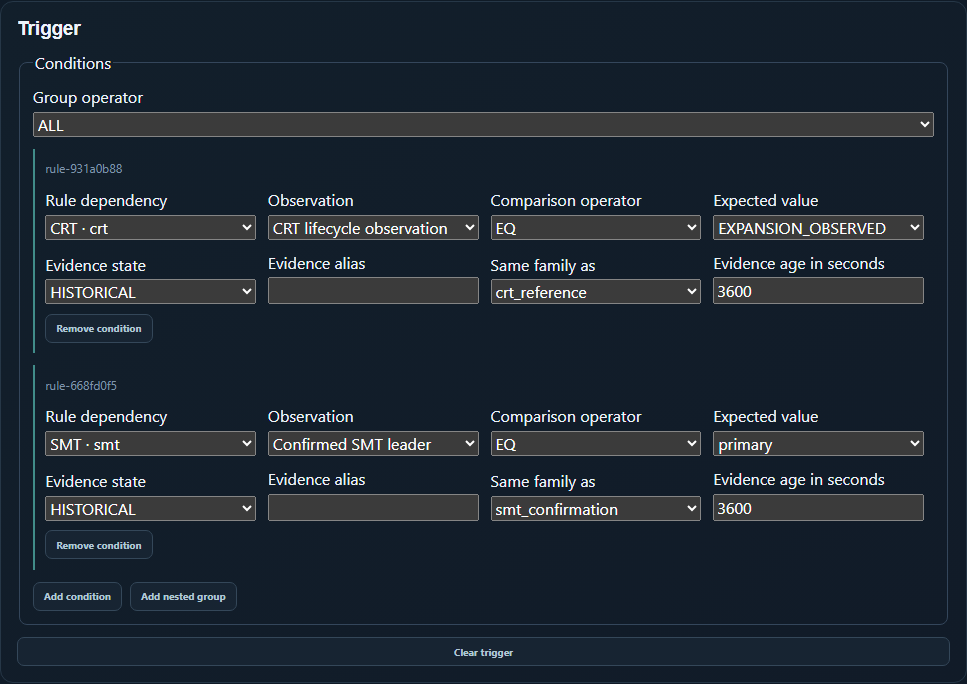 Trigger
Conditions
Group operator
ALL
rule-931a0b88
Rule dependency Observation Comparison operator Expected value
CRT · crt CRT lifecycle observation EQ EXPANSION_OBSERVED
Evidence state Evidence alias Same family as Evidence age in seconds
HISTORICAL crt_reference 3600
Remove condition
rule-668fd0f5
Rule dependency Observation Comparison operator Expected value
SMT · smt Confirmed SMT leader EQ primary
Evidence state Evidence alias Same family as Evidence age in seconds
HISTORICAL smt_confirmation 3600
Remove condition
Add condition Add nested group
Clear trigger